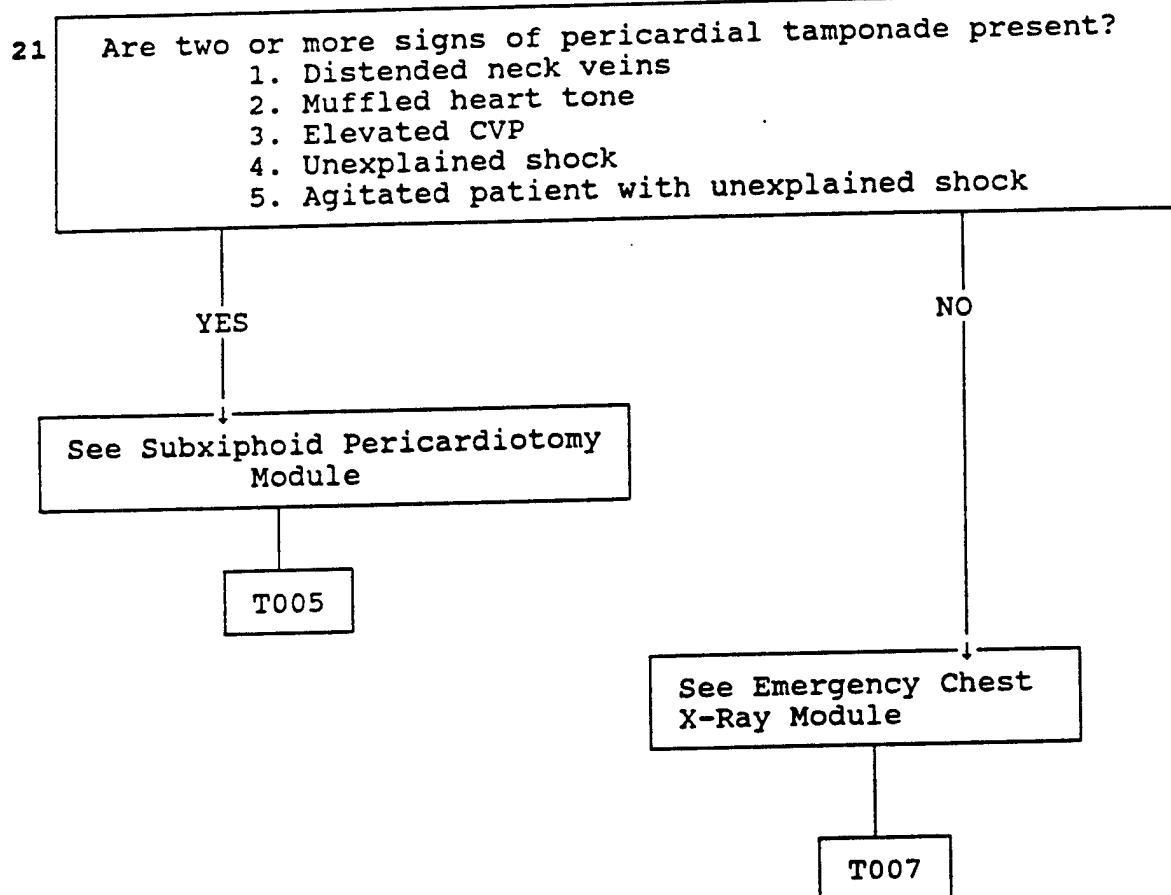 21 Are two or more signs of pericardial tamponade present?
1. Distended neck veins
2. Muffled heart tone
3. Elevated CVP
4. Unexplained shock
5. Agitated patient with unexplained shock
YES
NO
See Subxiphoid Pericardiotomy
Module
T005
See Emergency Chest
X-Ray Module
T007